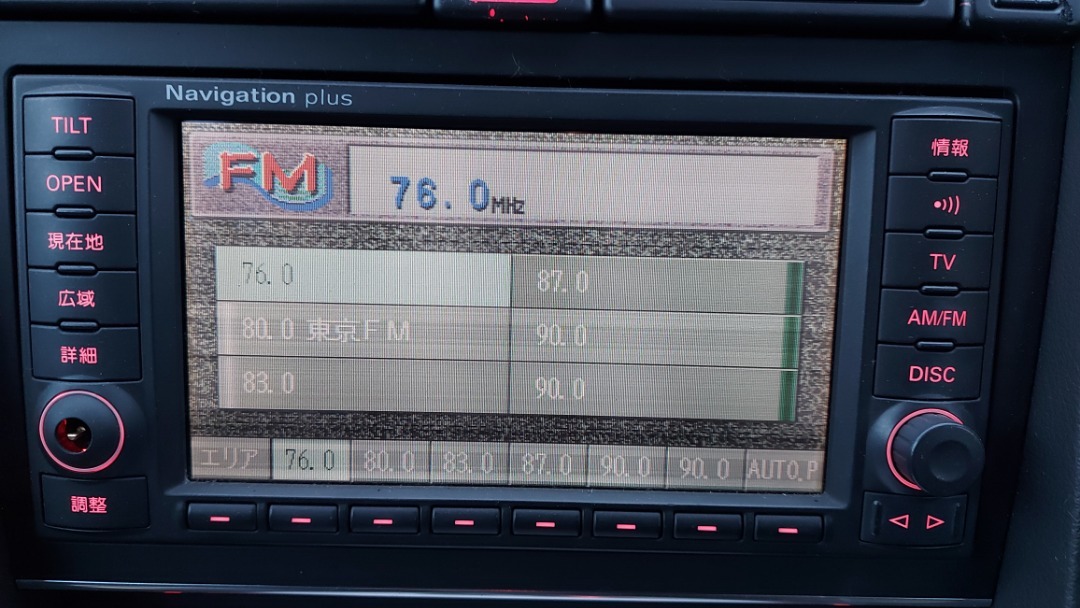 Navigation plus
TILT
OPEN
現在地
広域
詳細
調整
FM
76.0MHz
76.0
87.0
80.0 東京FM
90.0
83.0
90.0
エリア 76.0 80.0 83.0 87.0 90.0 90.0 AUTO.P
情報
TV
AM/FM
DISC